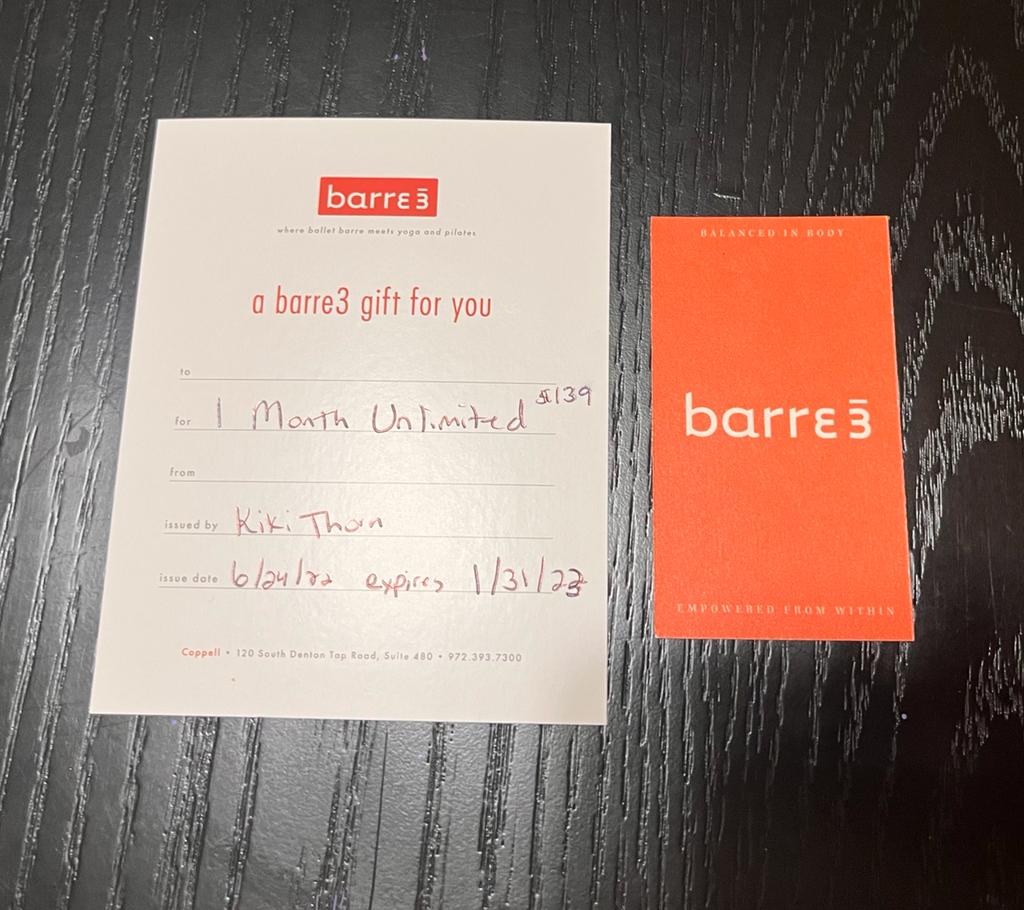 barre3
where ballet barre meets yoga and pilates
a barre3 gift for you
to
for 1 Month Unlimited $139
from
issued by Kiki Thorn
issue date 6/24/22 expires 1/31/23
Coppell • 120 South Denton Tap Road, Suite 480 • 972.393.7300
BALANCED IN BODY
barre3
EMPOWERED FROM WITHIN